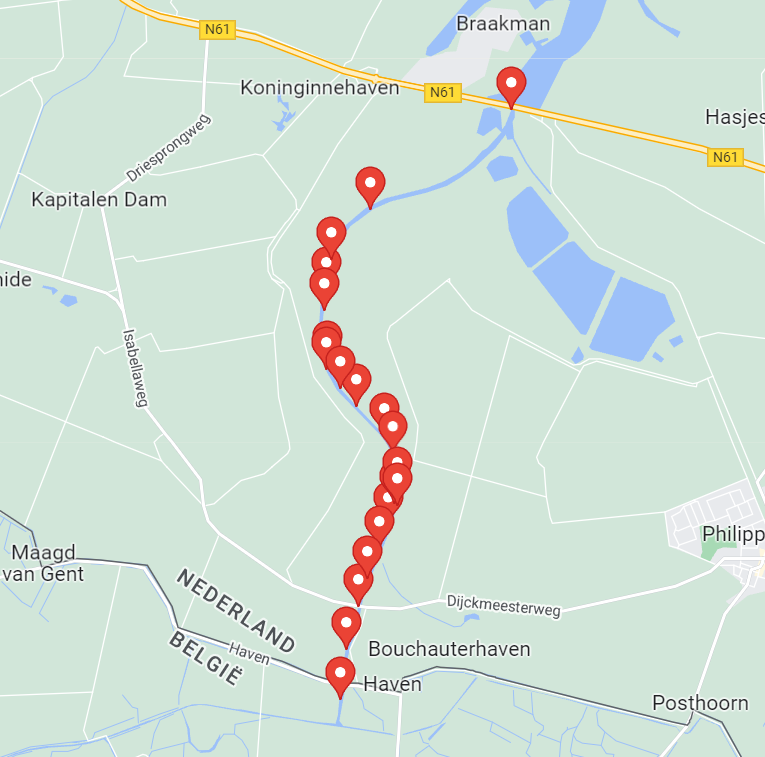 Braakman
N61
Koninginnehaven
N61
Hasjes
Driesprongweg
N61
Kapitalen Dam
nide
Isabellaweg
Philipp
Maagd
van Gent
NEDERLAND
Dijckmeesterweg
BELGIË
Haven
Bouchauterhaven
Haven
Posthoorn